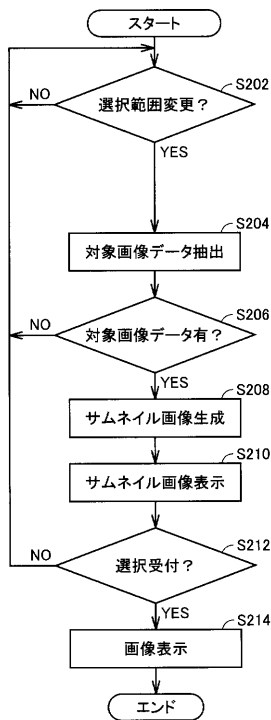 スタート
S202
NO
選択範囲変更？
YES
S204
対象画像データ抽出
S206
NO
対象画像データ有？
YES
S208
サムネイル画像生成
S210
サムネイル画像表示
S212
NO
選択受付？
YES
S214
画像表示
エンド